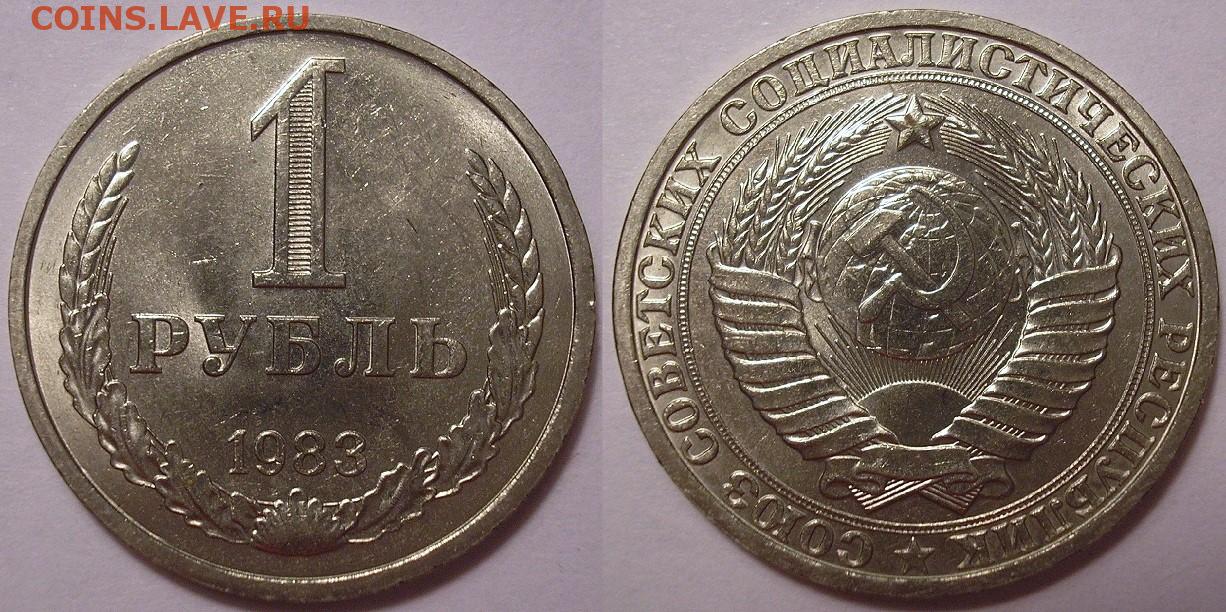 COINS.LAVE.RU
1
РУБЛЬ
1983
СОЮЗ СОВЕТСКИХ СОЦИАЛИСТИЧЕСКИХ РЕСПУБЛИК